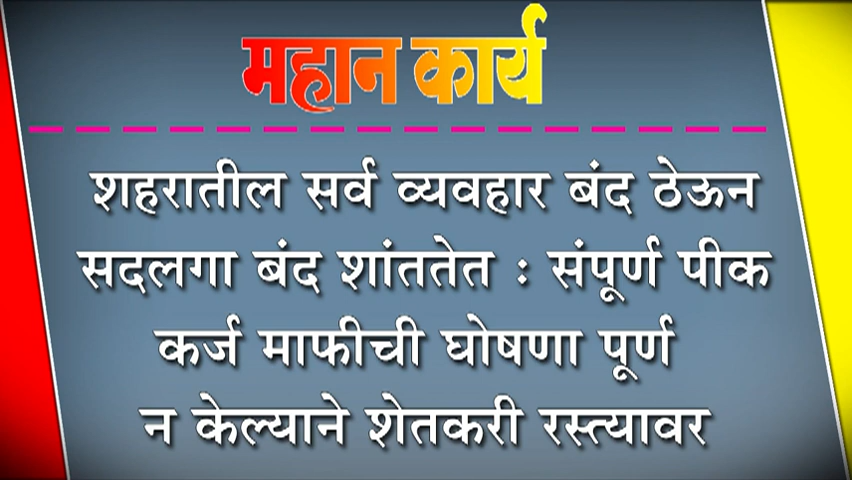 महान कार्य
शहरातील सर्व व्यवहार बंद ठेऊन
सदलगा बंद शांततेत : संपूर्ण पीक
कर्ज माफीची घोषणा पूर्ण
न केल्याने शेतकरी रस्त्यावर